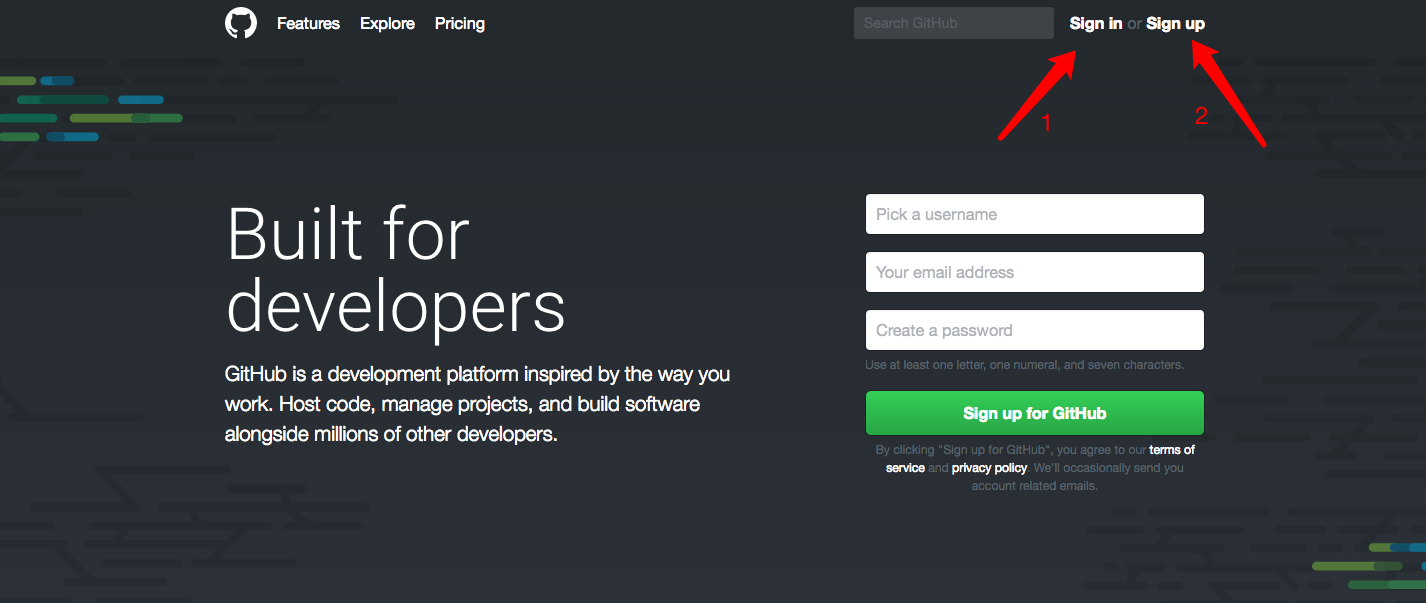 Features Explore Pricing Search GitHub Sign in or Sign up
1 2
Built for
developers
GitHub is a development platform inspired by the way you
work. Host code, manage projects, and build software
alongside millions of other developers.
Pick a username
Your email address
Create a password
Use at least one letter, one numeral, and seven characters.
Sign up for GitHub
By clicking "Sign up for GitHub", you agree to our terms of
service and privacy policy. We'll occasionally send you
account related emails.